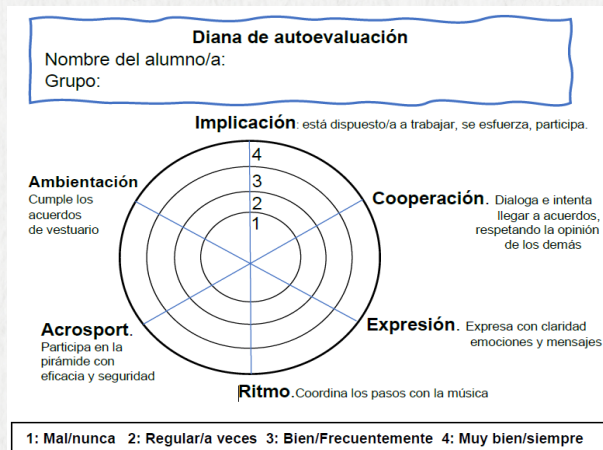 Diana de autoevaluación
Nombre del alumno/a:
Grupo:
Implicación: está dispuesto/a a trabajar, se esfuerza, participa.
4
3
2
1
Ambientación
Cumple los
acuerdos
de vestuario
Cooperación. Dialoga e intenta
llegar a acuerdos,
respetando la opinión
de los demás
Acrosport.
Participa en la
pirámide con
eficacia y seguridad
Expresión. Expresa con claridad
emociones y mensajes
Ritmo.Coordina los pasos con la música
1: Mal/nunca 2: Regular/a veces 3: Bien/Frecuentemente 4: Muy bien/siempre